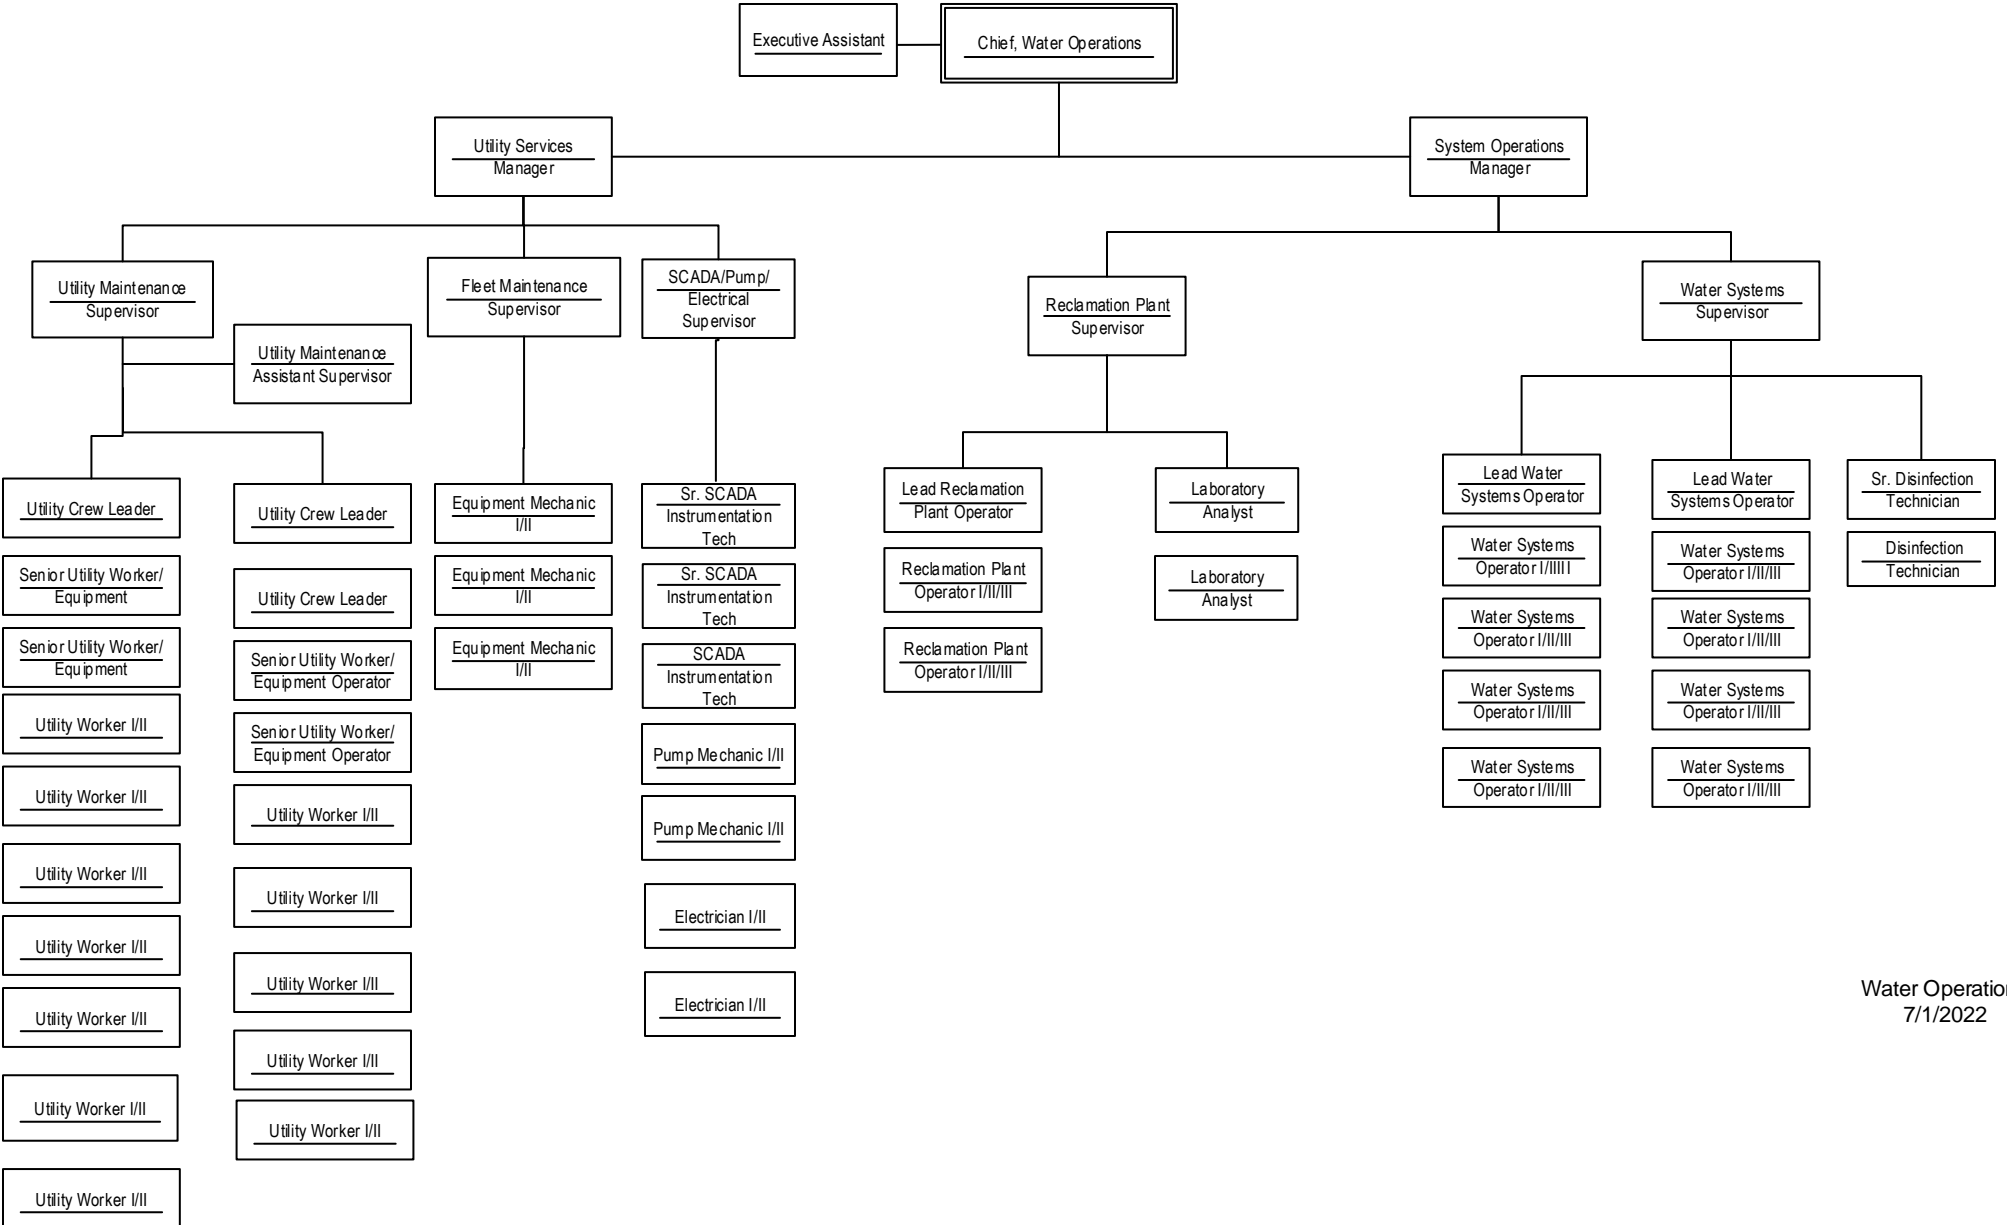 Executive Assistant
Chief, Water Operations
Utility Services
Manager
System Operations
Manager
Utility Maintenance
Supervisor
Fleet Maintenance
Supervisor
SCADA/Pump/
Electrical
Supervisor
Reclamation Plant
Supervisor
Water Systems
Supervisor
Utility Maintenance
Assistant Supervisor
Utility Crew Leader
Senior Utility Worker/
Equipment
Senior Utility Worker/
Equipment
Utility Worker I/II
Utility Worker I/II
Utility Worker I/II
Utility Worker I/II
Utility Worker I/II
Utility Worker I/II
Utility Worker I/II
Utility Crew Leader
Utility Crew Leader
Senior Utility Worker/
Equipment Operator
Senior Utility Worker/
Equipment Operator
Utility Worker I/II
Utility Worker I/II
Utility Worker I/II
Utility Worker I/II
Utility Worker I/II
Equipment Mechanic
I/II
Equipment Mechanic
I/II
Equipment Mechanic
I/II
Sr. SCADA
Instrumentation
Tech
Sr. SCADA
Instrumentation
Tech
SCADA
Instrumentation
Tech
Pump Mechanic I/II
Pump Mechanic I/II
Electrician I/II
Electrician I/II
Lead Reclamation
Plant Operator
Reclamation Plant
Operator I/II/III
Reclamation Plant
Operator I/II/III
Laboratory
Analyst
Laboratory
Analyst
Lead Water
Systems Operator
Water Systems
Operator I/IIIII
Water Systems
Operator I/II/III
Water Systems
Operator I/II/III
Water Systems
Operator I/II/III
Lead Water
Systems Operator
Water Systems
Operator I/II/III
Water Systems
Operator I/II/III
Water Systems
Operator I/II/III
Water Systems
Operator I/II/III
Sr. Disinfection
Technician
Disinfection
Technician
Water Operation
7/1/2022